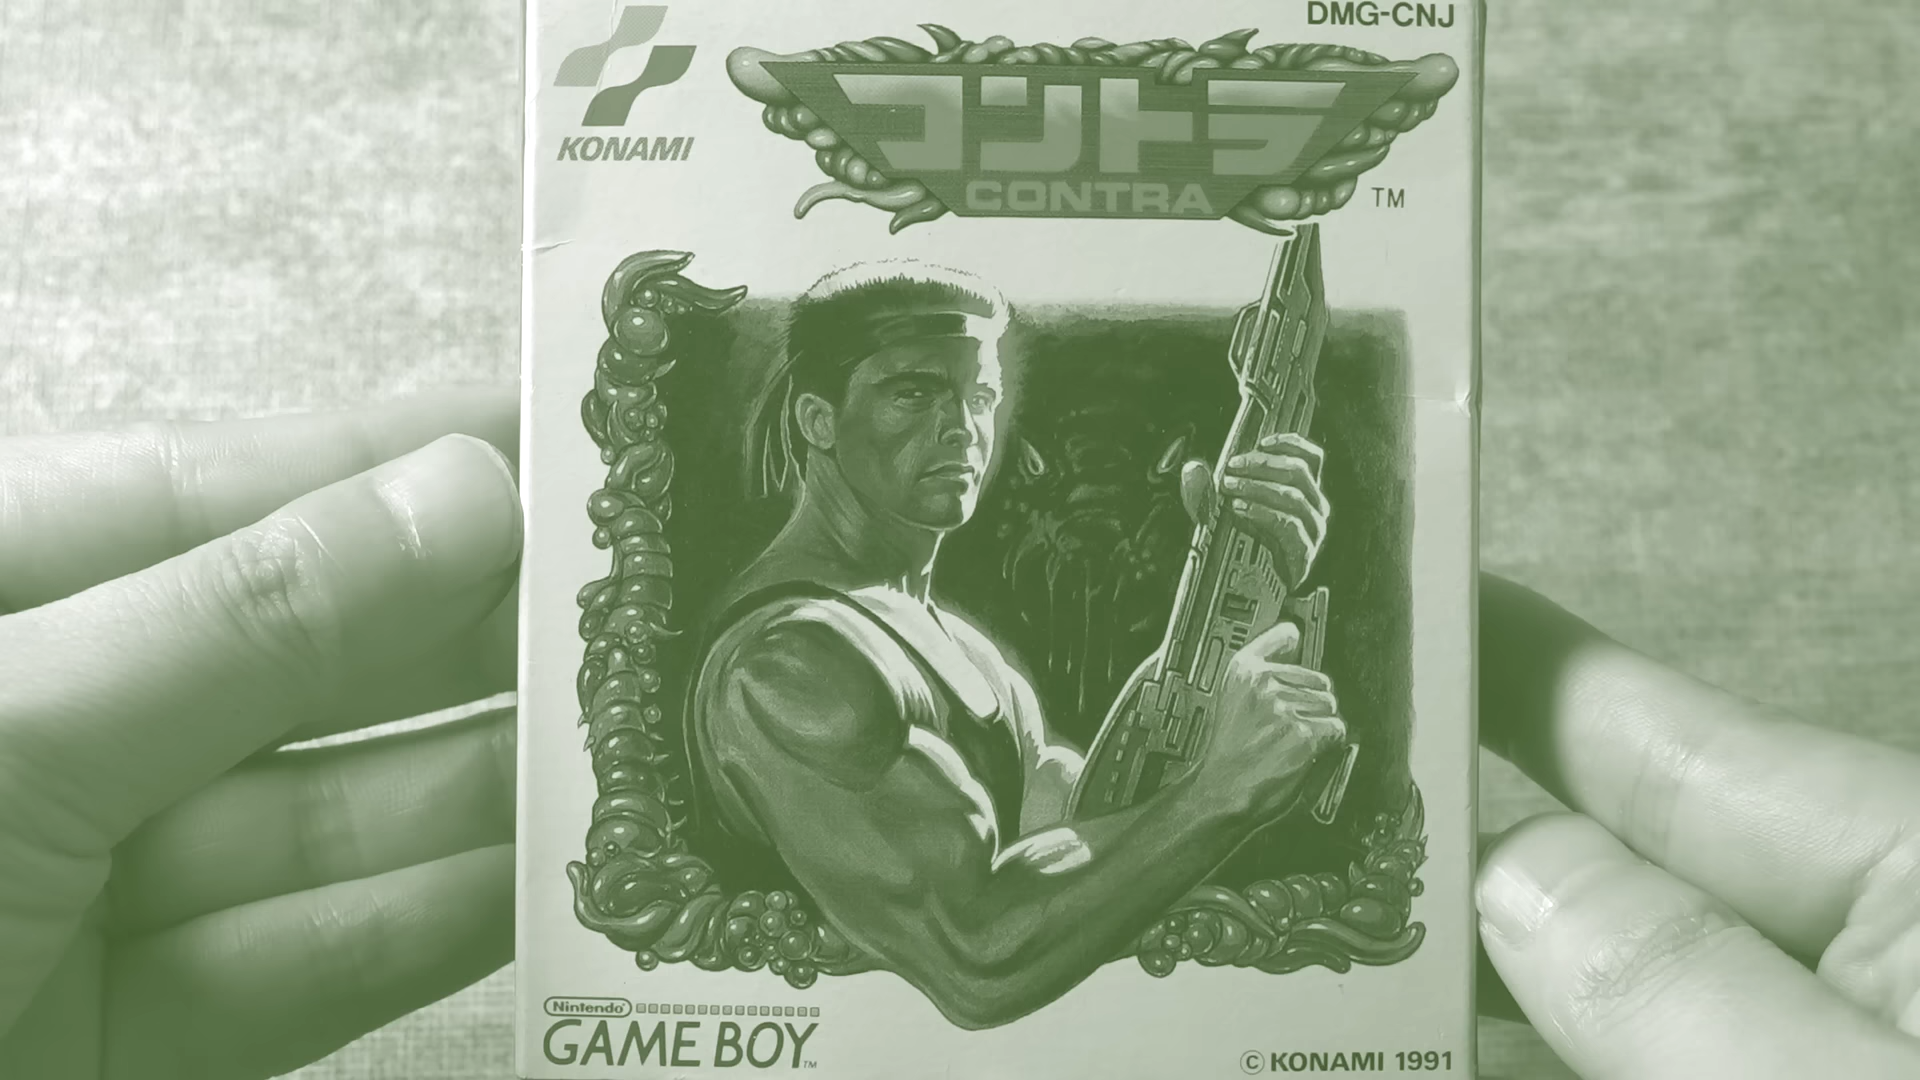 DMG-CNJ
KONAMI
コントラ
CONTRA
TM
Nintendo
GAME BOY TM
© KONAMI 1991